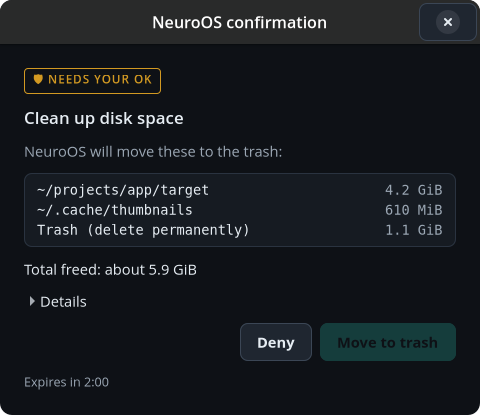 NeuroOS confirmation
NEEDS YOUR OK
Clean up disk space
NeuroOS will move these to the trash:
~/projects/app/target 4.2 GiB
~/.cache/thumbnails 610 MiB
Trash (delete permanently) 1.1 GiB
Total freed: about 5.9 GiB
Details
Deny Move to trash
Expires in 2:00